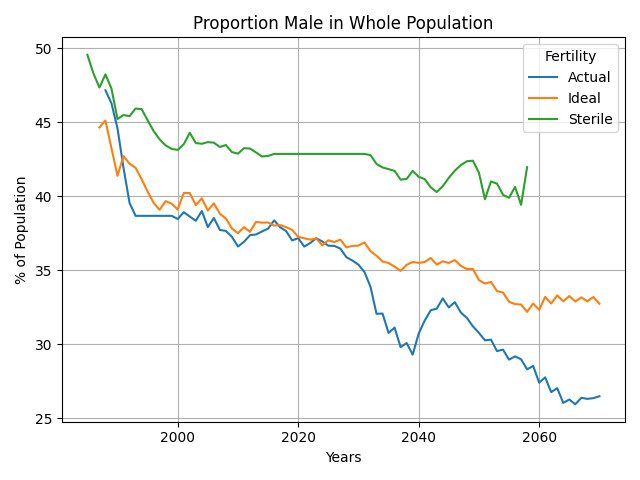 Proportion Male in Whole Population
% of Population
50
45
40
35
30
25
Fertility
Actual
Ideal
Sterile
2000
2020
2040
2060
Years